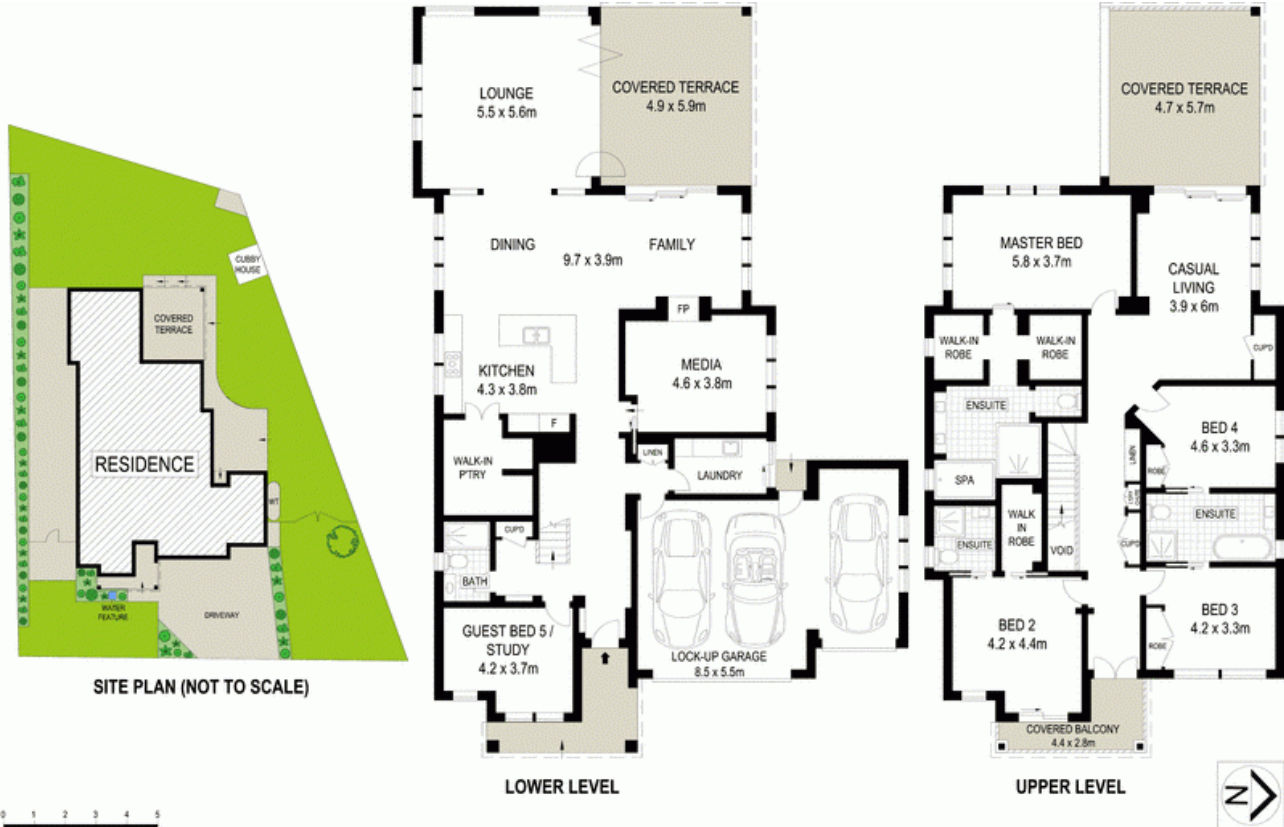 CUBBY
HOUSE
COVERED
TERRACE
RESIDENCE
WT
WATER
FEATURE
DRIVEWAY
SITE PLAN (NOT TO SCALE)
0 1 2 3 4 5
LOUNGE
5.5 x 5.6m
COVERED TERRACE
4.9 x 5.9m
DINING
FAMILY
9.7 x 3.9m
FP
KITCHEN
4.3 x 3.8m
MEDIA
4.6 x 3.8m
F
WALK-IN
P'TRY
LINEN
LAUNDRY
CUP'D
BATH
GUEST BED 5 /
STUDY
4.2 x 3.7m
LOCK-UP GARAGE
8.5 x 5.5m
LOWER LEVEL
COVERED TERRACE
4.7 x 5.7m
MASTER BED
5.8 x 3.7m
CASUAL
LIVING
3.9 x 6m
WALK-IN
ROBE
WALK-IN
ROBE
CUP'D
ENSUITE
BED 4
4.6 x 3.3m
LINEN
ROBE
SPA
WALK
IN
ROBE
ENSUITE
ENSUITE
VOID
CUP'D
BED 2
4.2 x 4.4m
BED 3
4.2 x 3.3m
ROBE
COVERED BALCONY
4.4 x 2.8m
UPPER LEVEL
N